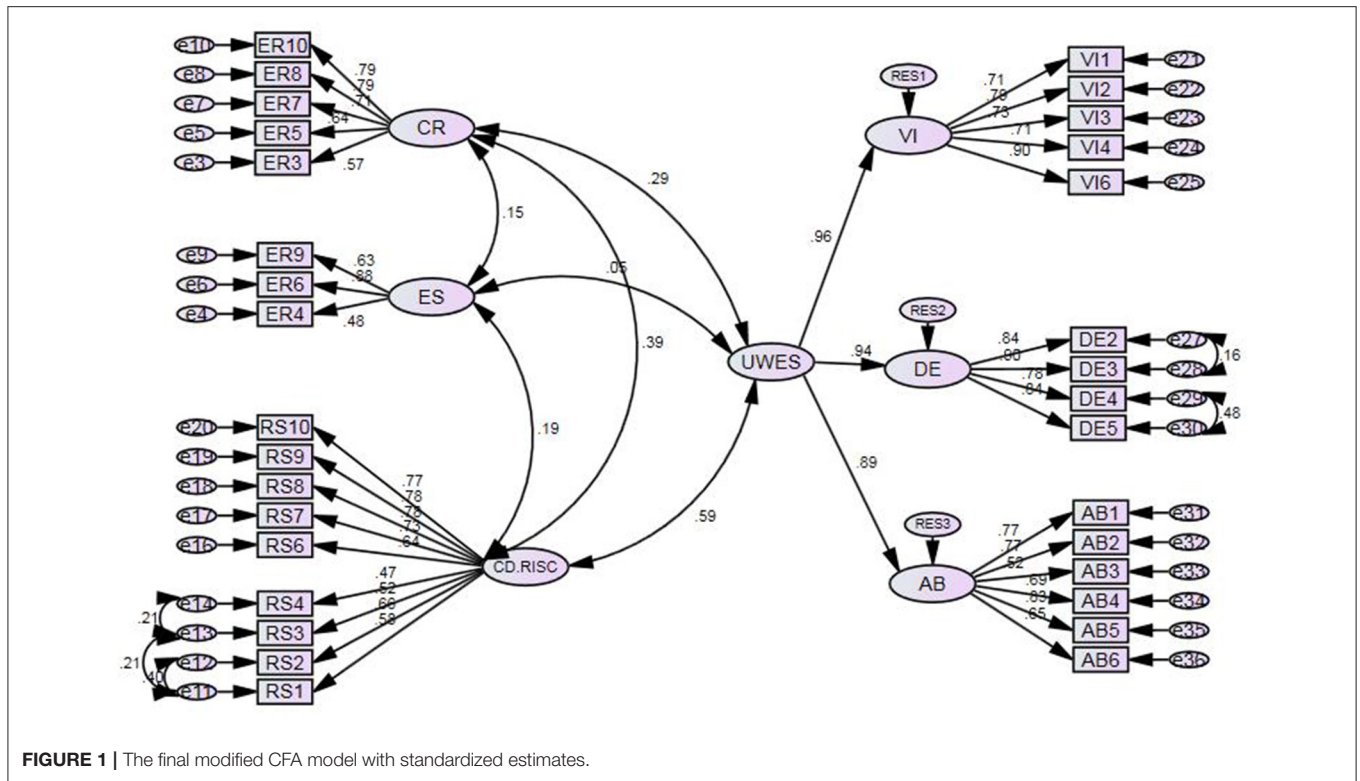 e10 ER10
e8 ER8
e7 ER7
e5 ER5
e3 ER3
.79
.79
.71
.64
.57
CR
e9 ER9
e6 ER6
e4 ER4
.63
.88
.48
ES
e20 RS10
e19 RS9
e18 RS8
e17 RS7
e16 RS6
e14 RS4
e13 RS3
e12 RS2
e11 RS1
.77
.78
.78
.73
.64
.47
.52
.58
.21
.21
.40
CD.RISC
.15
.29
.05
.39
.19
.59
UWES
.96
.94
.89
RES1
VI
.71
.73
.71
.90
VI1 e21
VI2 e22
VI3 e23
VI4 e24
VI6 e25
RES2
DE
.84
.90
.78
.84
DE2 e27
DE3 e28
DE4 e29
DE5 e30
.16
.48
RES3
AB
.77
.77
.52
.69
.83
.65
AB1 e31
AB2 e32
AB3 e33
AB4 e34
AB5 e35
AB6 e36
FIGURE 1 | The final modified CFA model with standardized estimates.